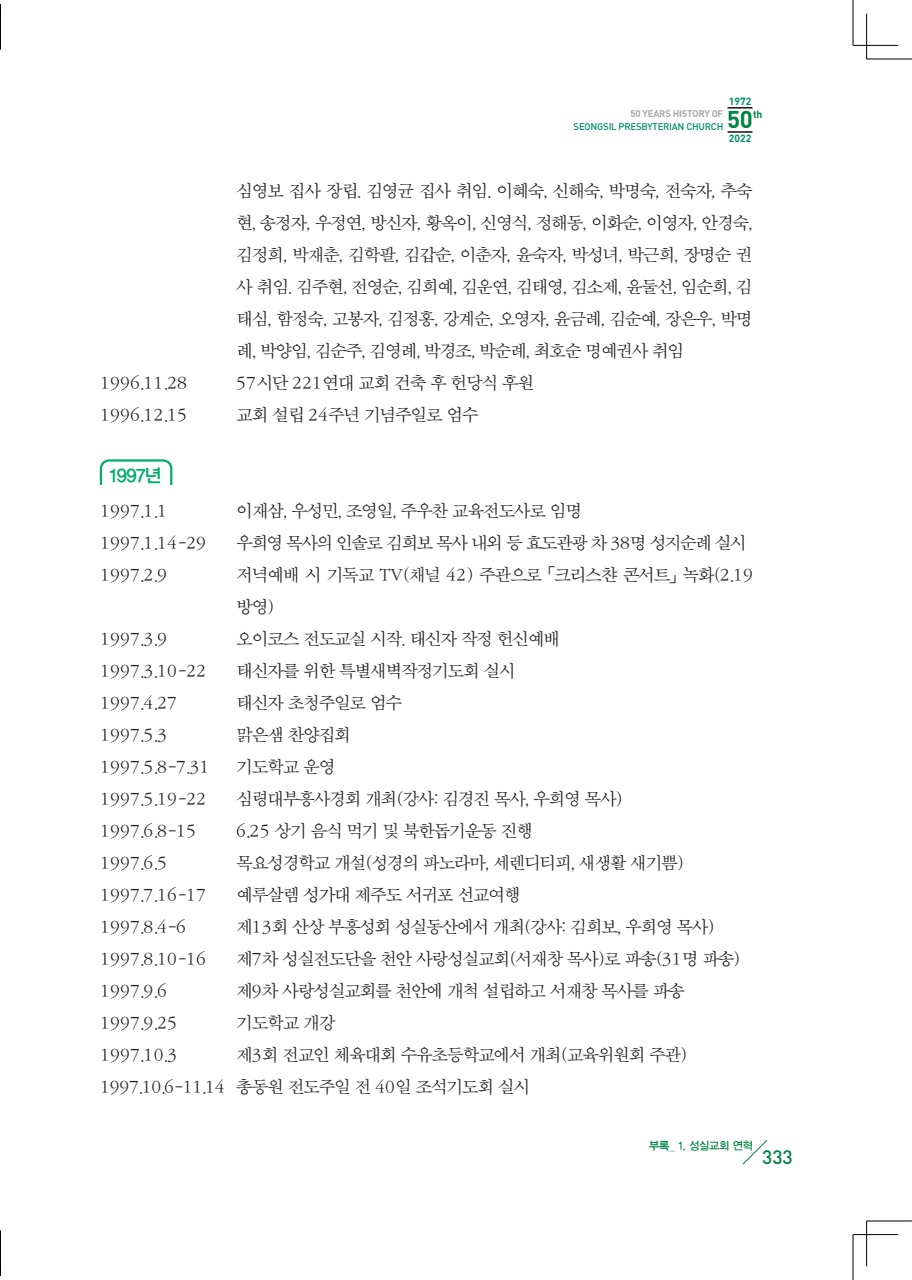 1972
50 YEARS HISTORY OF
SEONGSIL PRESBYTERIAN CHURCH
50th
2022
심영보 집사 장립. 김영균 집사 취임. 이혜숙, 신해숙, 박명숙, 전숙자, 추숙
현, 송정자, 우정연, 방신자, 황옥이, 신영식, 정해동, 이화순, 이영자, 안경숙,
김정희, 박재춘, 김학팔, 김갑순, 이춘자, 윤숙자, 박성녀, 박근희, 장명순 권
사 취임. 김주현, 전영순, 김희예, 김운연, 김태영, 김소제, 윤둘선, 임순희, 김
태심, 함정숙, 고봉자, 김정홍, 강계순, 오영자, 윤금례, 김순예, 장은우, 박명
례, 박양임, 김순주, 김영례, 박경조, 박순례, 최호순 명예권사 취임
1996.11.28 57시단 221연대 교회 건축 후 헌당식 후원
1996.12.15 교회 설립 24주년 기념주일로 엄수
1997년
1997.1.1 이재삼, 우성민, 조영일, 주우찬 교육전도사로 임명
1997.1.14-29 우희영 목사의 인솔로 김희보 목사 내외 등 효도관광 차 38명 성지순례 실시
1997.2.9 저녁예배 시 기독교 TV(채널 42) 주관으로 「크리스챤 콘서트」 녹화(2.19
방영)
1997.3.9 오이코스 전도교실 시작. 태신자 작정 헌신예배
1997.3.10-22 태신자를 위한 특별새벽작정기도회 실시
1997.4.27 태신자 초청주일로 엄수
1997.5.3 맑은샘 찬양집회
1997.5.8-7.31 기도학교 운영
1997.5.19-22 심령대부흥사경회 개최(강사: 김경진 목사, 우희영 목사)
1997.6.8-15 6.25 상기 음식 먹기 및 북한돕기운동 진행
1997.6.5 목요성경학교 개설(성경의 파노라마, 세렌디티피, 새생활 새기쁨)
1997.7.16-17 예루살렘 성가대 제주도 서귀포 선교여행
1997.8.4-6 제13회 산상 부흥성회 성실동산에서 개최(강사: 김희보, 우희영 목사)
1997.8.10-16 제7차 성실전도단을 천안 사랑성실교회(서재창 목사)로 파송(31명 파송)
1997.9.6 제9차 사랑성실교회를 천안에 개척 설립하고 서재창 목사를 파송
1997.9.25 기도학교 개강
1997.10.3 제3회 전교인 체육대회 수유초등학교에서 개최(교육위원회 주관)
1997.10.6-11.14 총동원 전도주일 전 40일 조석기도회 실시
부록_ 1. 성실교회 연혁 333